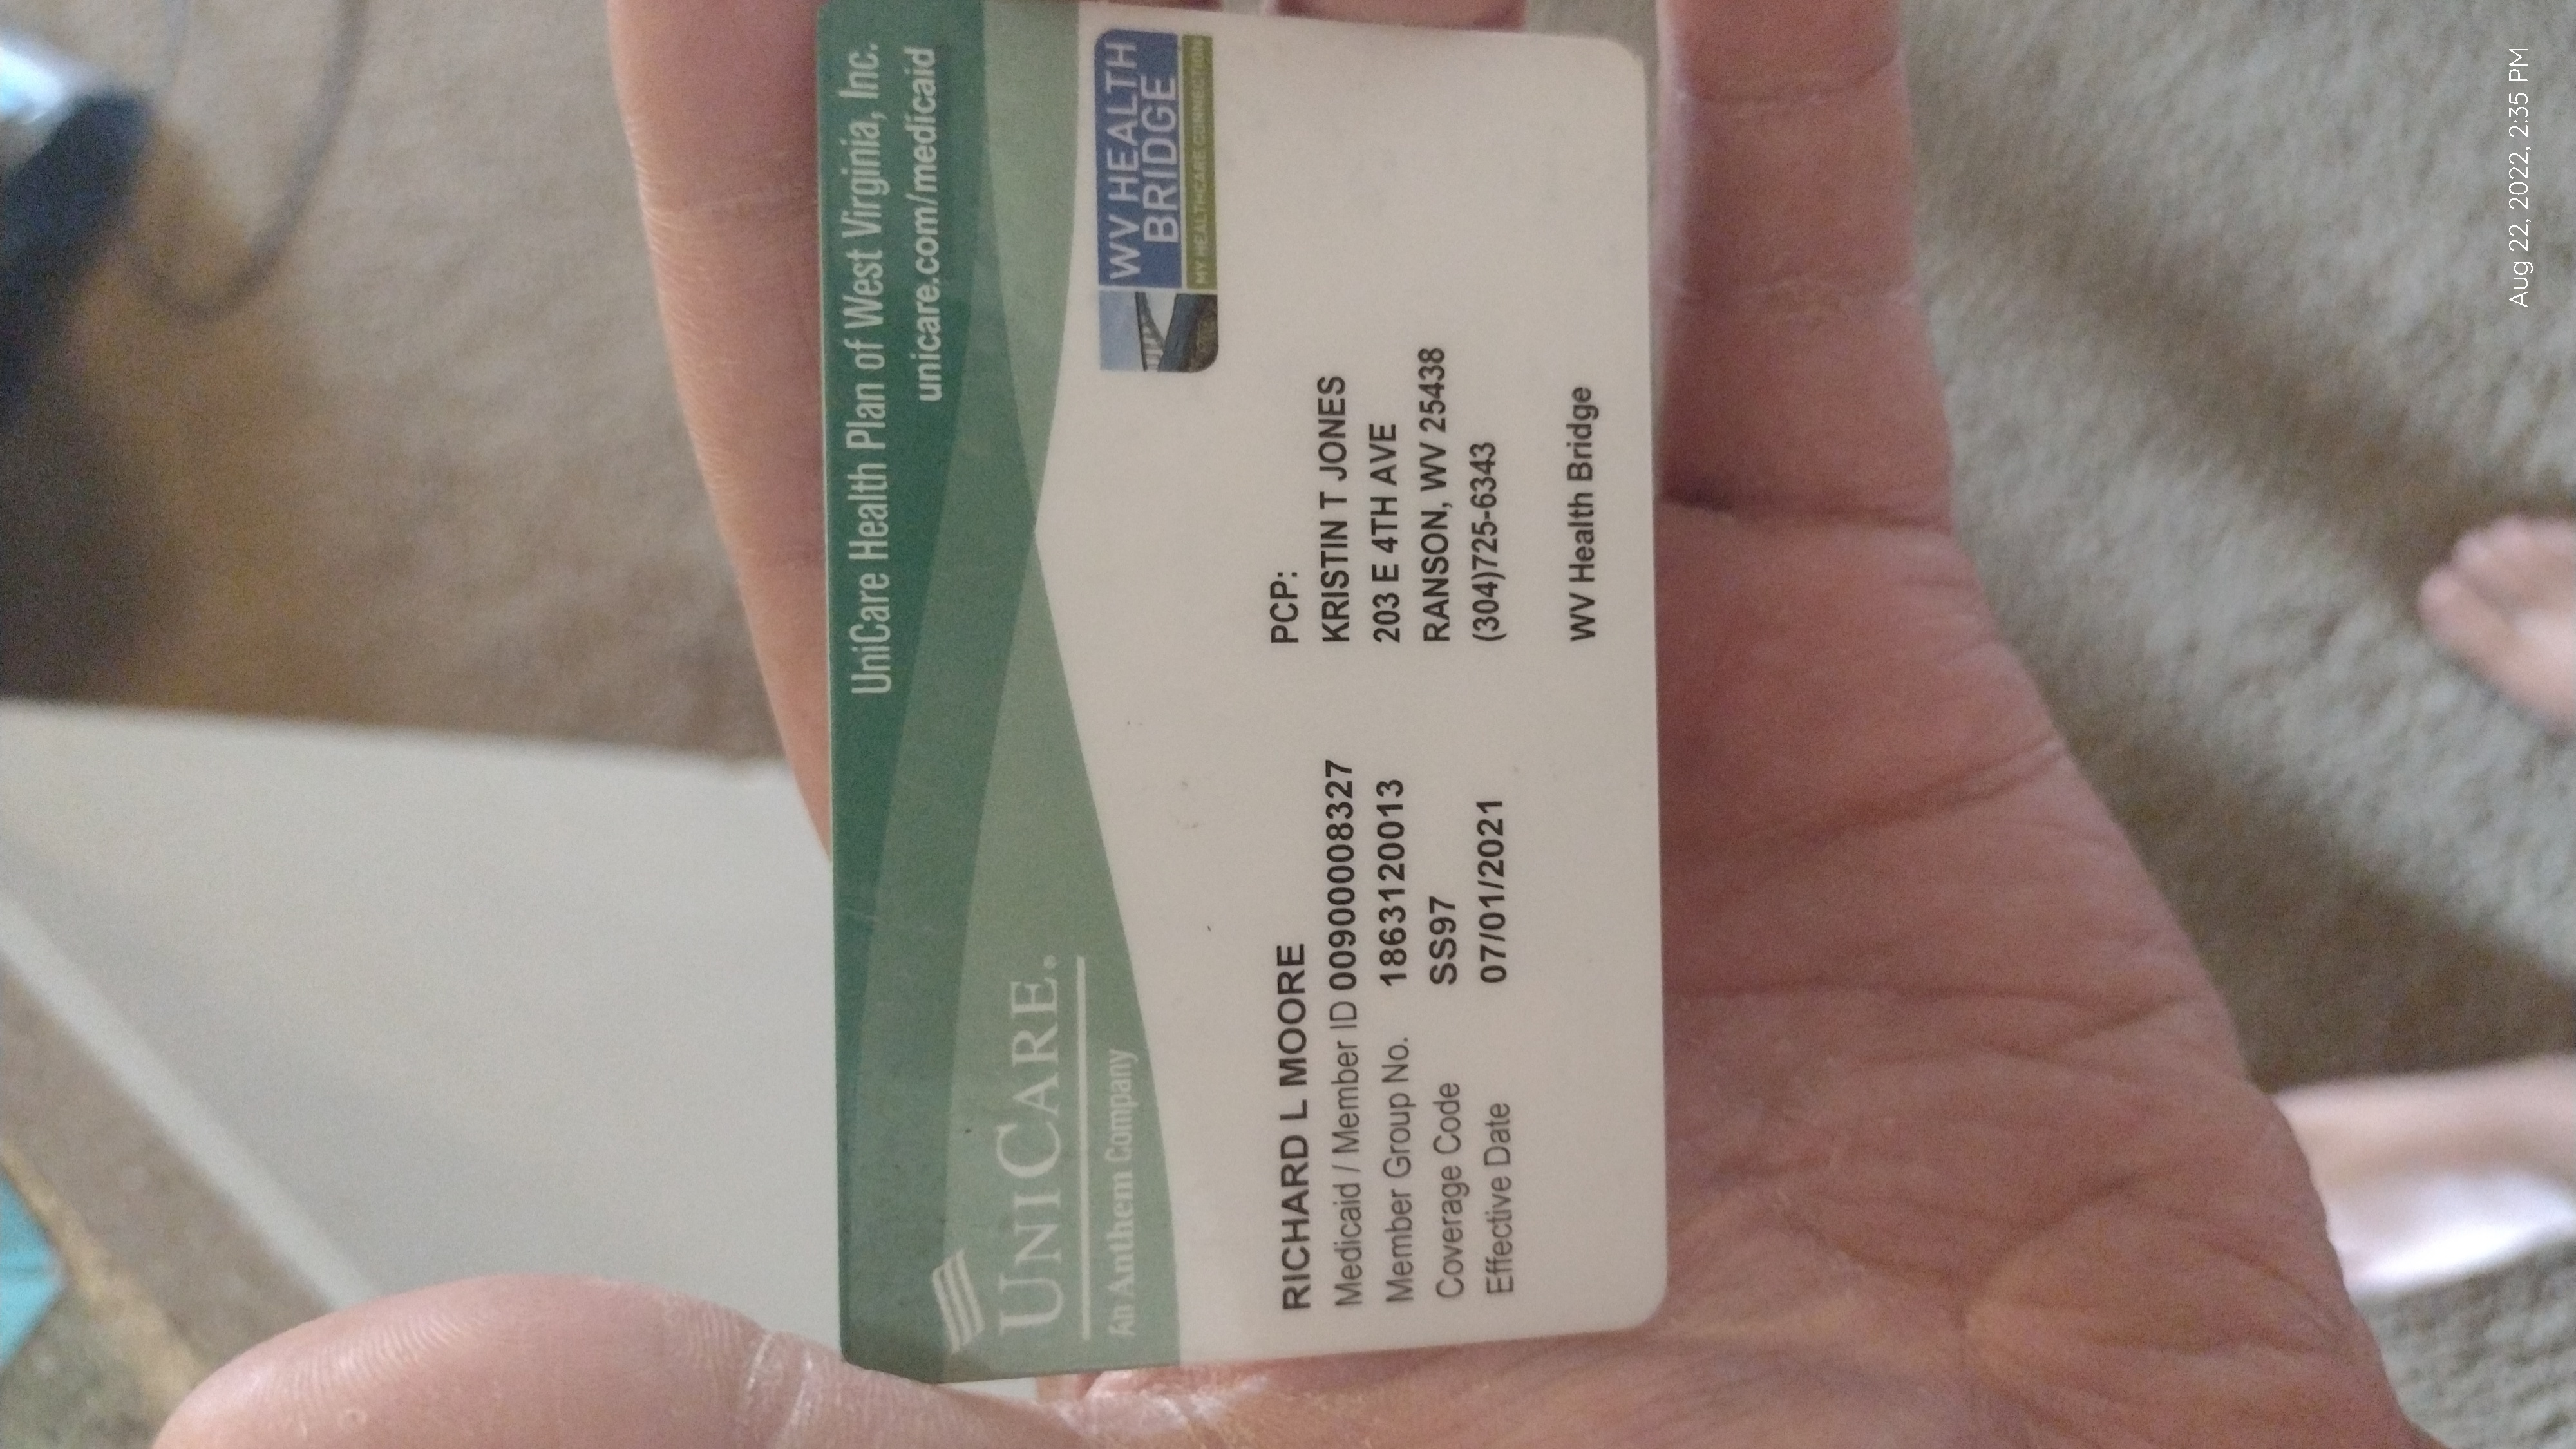 UniCare Health Plan of West Virginia, Inc.
unicare.com/medicaid
UNICARE.
An Anthem Company
WV HEALTH
BRIDGE
MY HEALTHCARE CONNECTION
RICHARD L MOORE
Medicaid / Member ID 00900008327
Member Group No. 1863120013
Coverage Code SS97
Effective Date 07/01/2021
PCP:
KRISTIN T JONES
203 E 4TH AVE
RANSON, WV 25438
(304)725-6343
WV Health Bridge
Aug 22, 2022, 2:35 PM